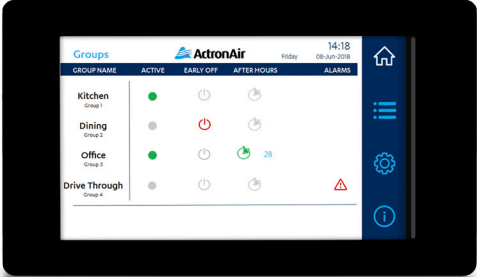 Groups
ActronAir
Friday
14:18
08-Jun-2018
GROUP NAME ACTIVE EARLY OFF AFTER HOURS ALARMS
Kitchen
Group 1
Dining
Group 2
Office
Group 3
28
Drive Through
Group 4